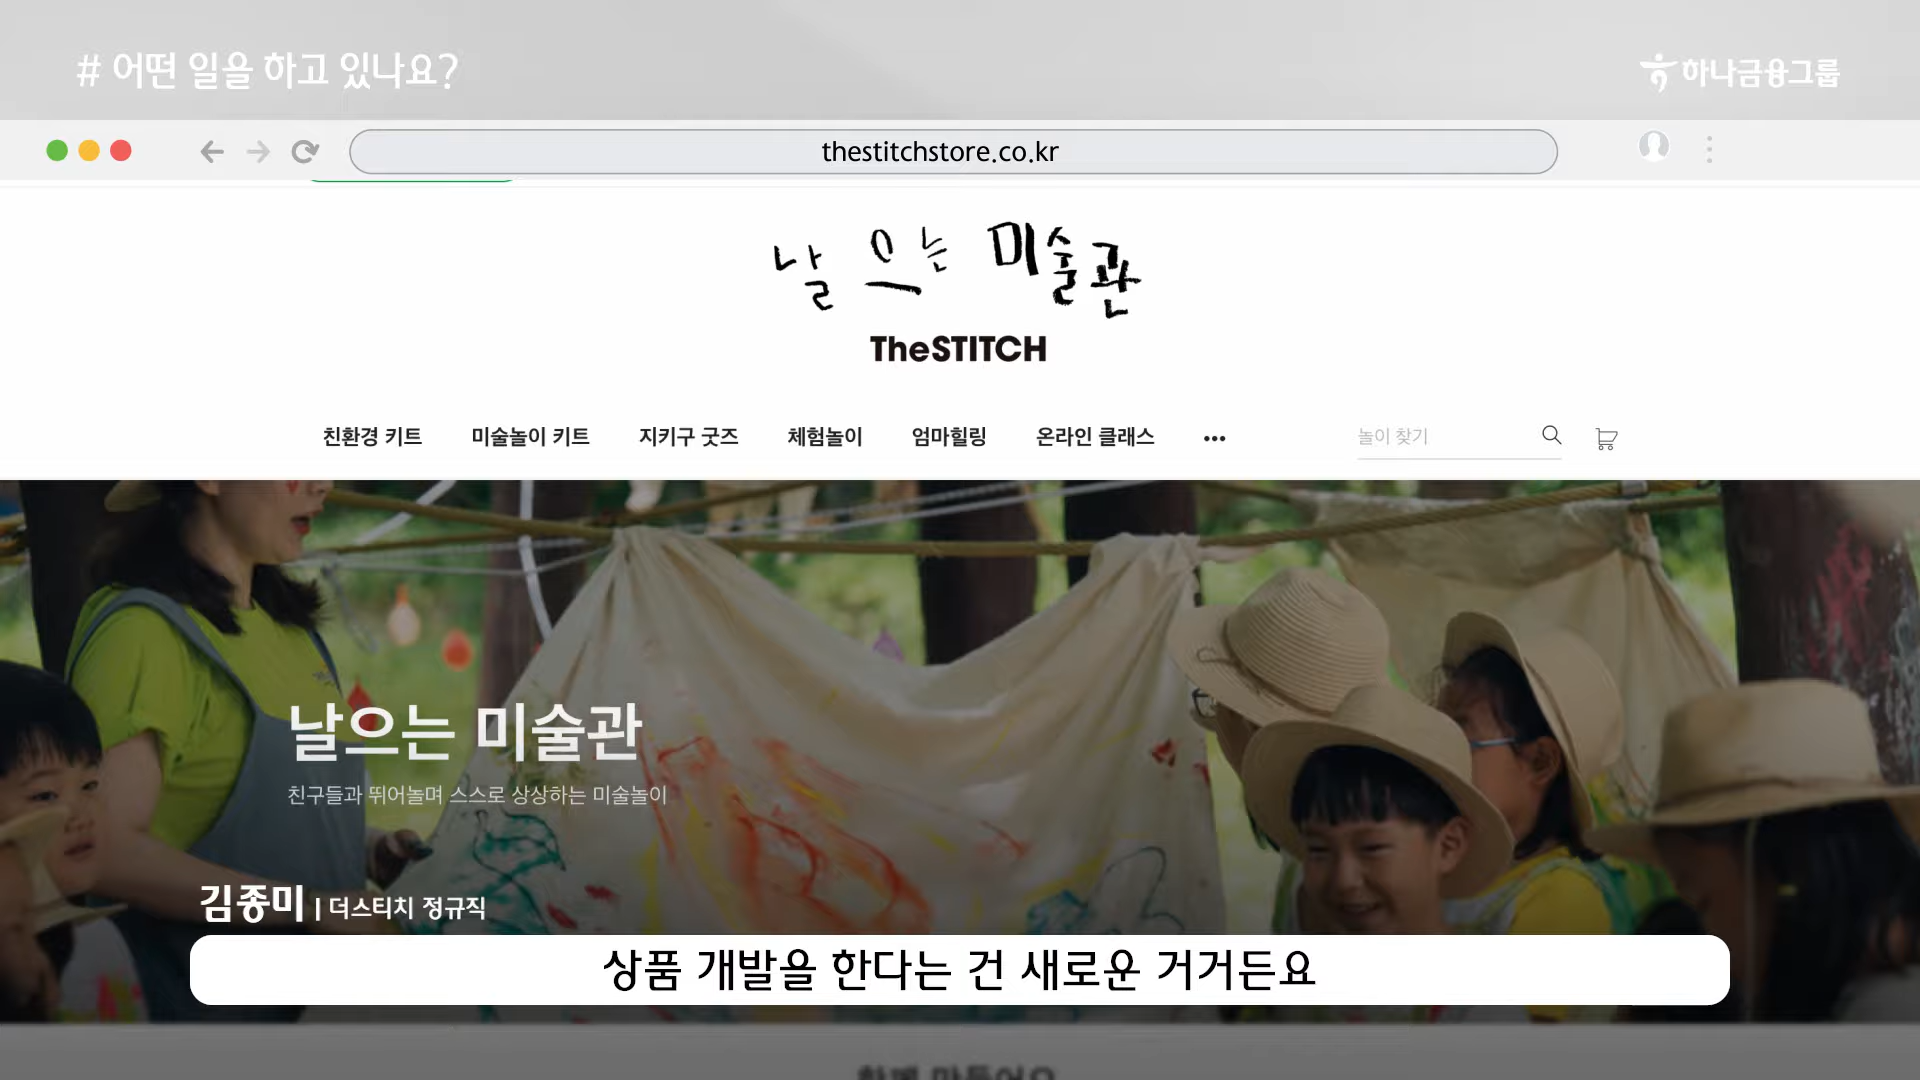 # 어떤 일을 하고 있나요?
하나금융그룹
thestitchstore.co.kr
날으는 미술관
TheSTITCH
친환경 키트 미술놀이 키트 지키구 굿즈 체험놀이 엄마힐링 온라인 클래스 ••• 놀이 찾기
날으는 미술관
친구들과 뛰어놀며 스스로 상상하는 미술놀이
김종미 | 더스티치 정규직
상품 개발을 한다는 건 새로운 거거든요